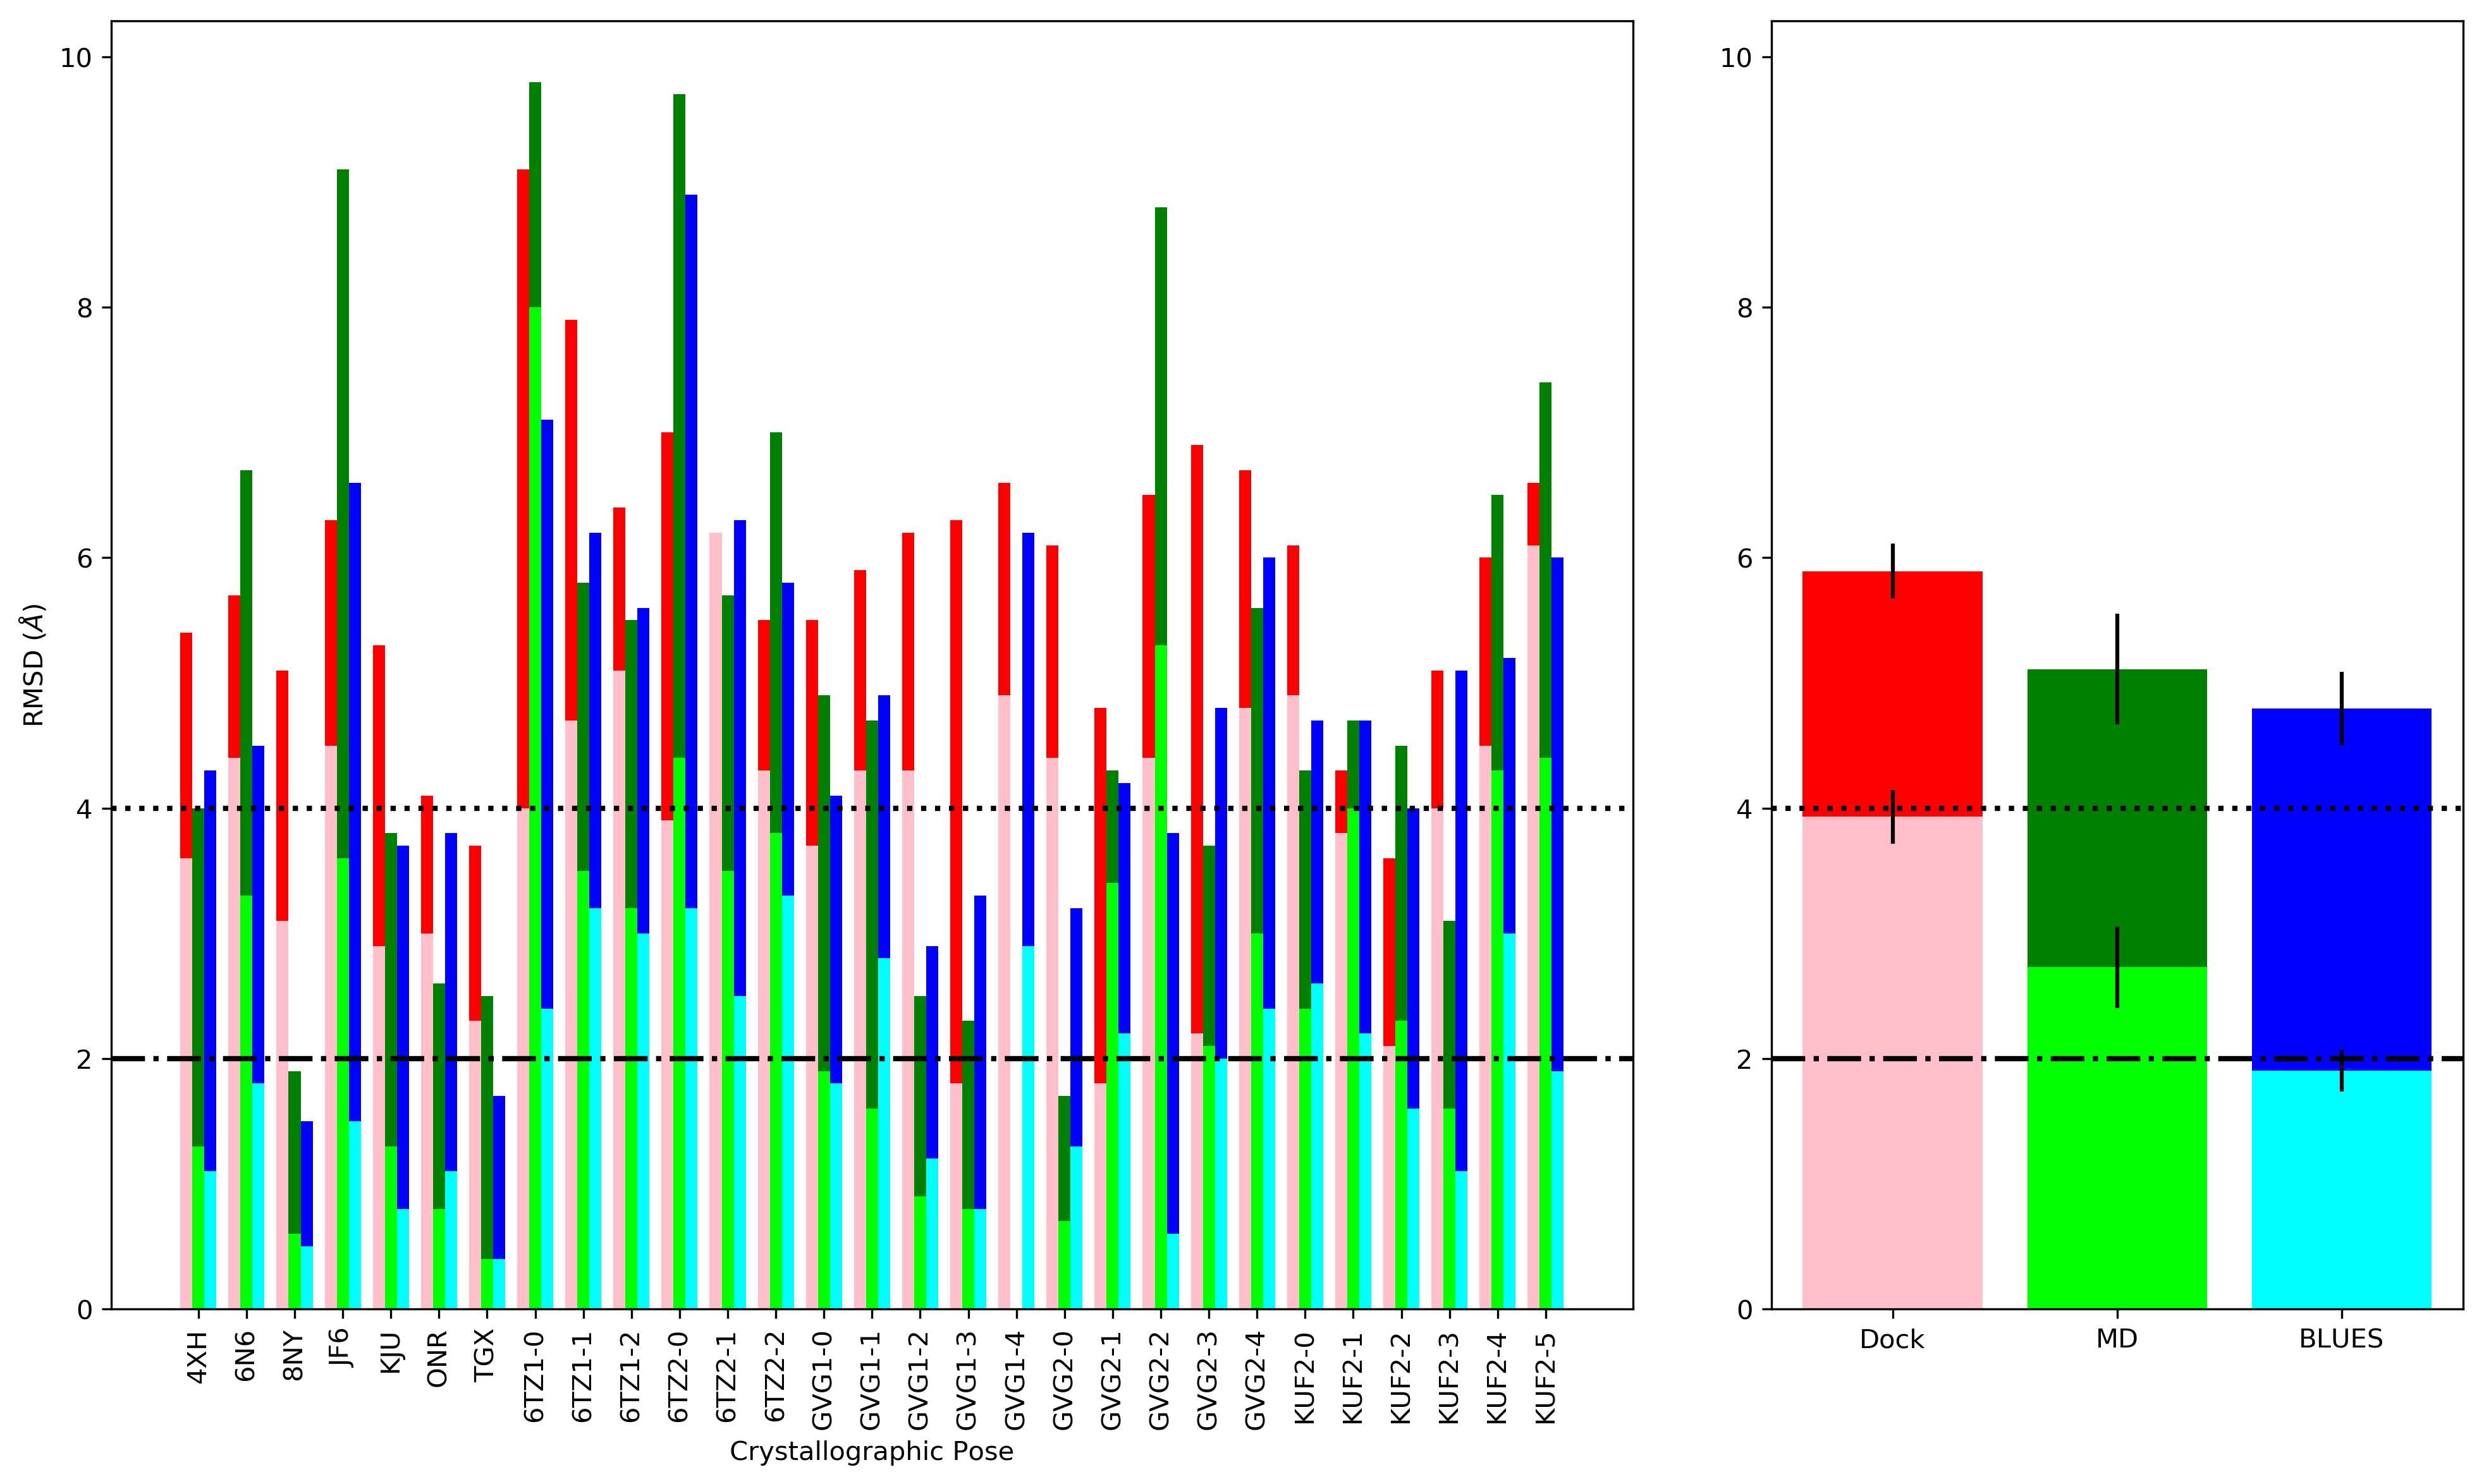 10
8
6
4
2
0
RMSD (Å)
4XH
6N6
8NY
JF6
KJU
ONR
TGX
6TZ1-0
6TZ1-1
6TZ1-2
6TZ2-0
6TZ2-1
6TZ2-2
GVG1-0
GVG1-1
GVG1-2
GVG1-3
GVG1-4
GVG2-0
GVG2-1
GVG2-2
GVG2-3
GVG2-4
KUF2-0
KUF2-1
KUF2-2
KUF2-3
KUF2-4
KUF2-5
Crystallographic Pose
10
8
6
4
2
0
Dock
MD
BLUES